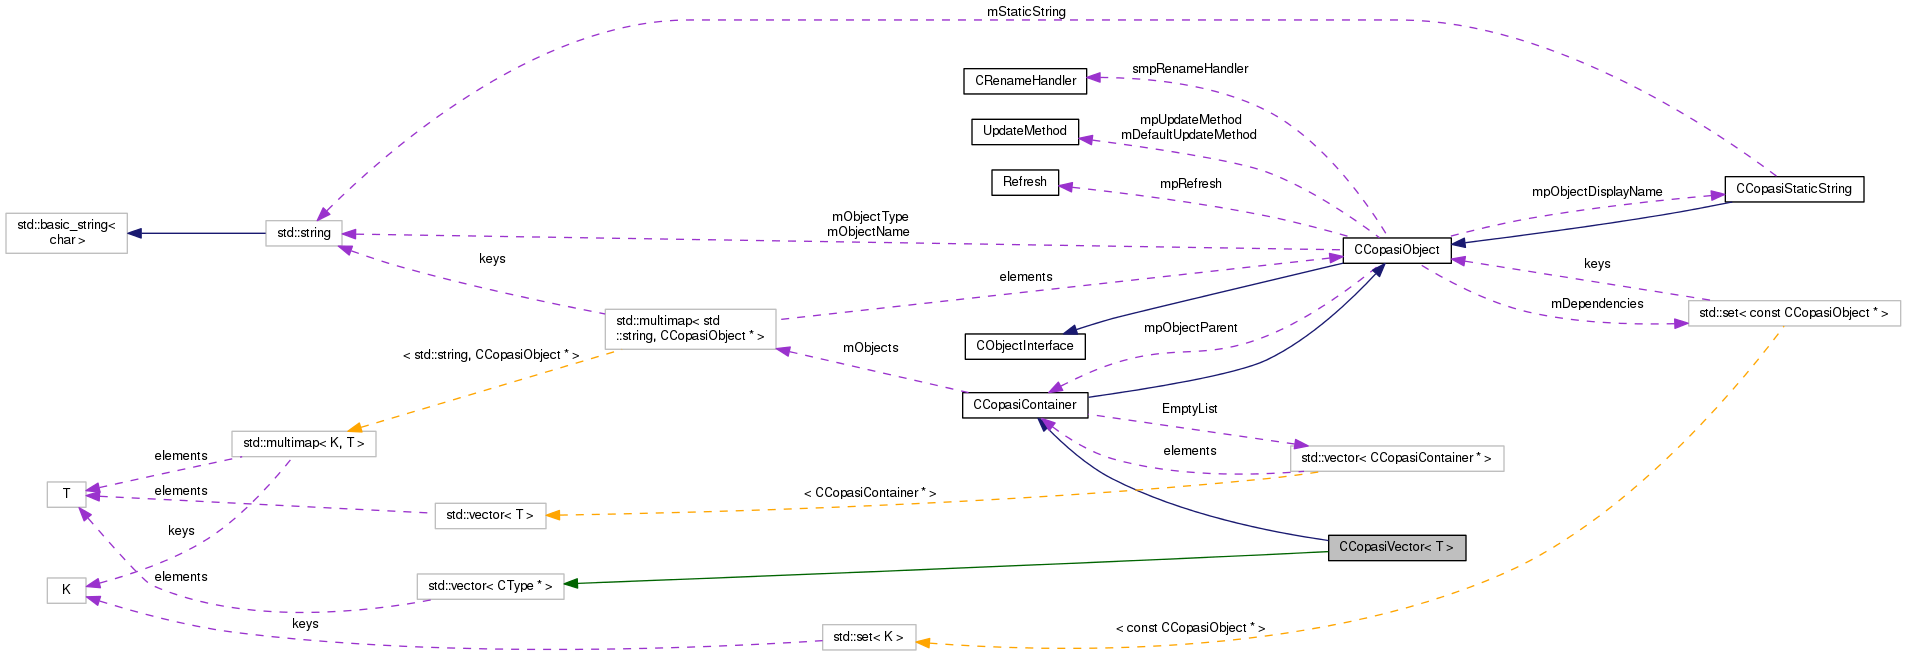 mStaticString
smpRenameHandler
CRenameHandler
mpUpdateMethod
mDefaultUpdateMethod
UpdateMethod
mpRefresh
Refresh
mpObjectDisplayName
CCopasiStaticString
std::basic_string<
char >
std::string
mObjectType
mObjectName
CCopasiObject
keys
elements
keys
mDependencies
std::set< const CCopasiObject * >
std::multimap< std
::string, CCopasiObject * >
mpObjectParent
CObjectInterface
mObjects
< std::string, CCopasiObject * >
CCopasiContainer
EmptyList
std::multimap< K, T >
elements
elements
std::vector< CCopasiContainer * >
T
elements
< CCopasiContainer * >
std::vector< T >
keys
CCopasiVector< T >
K
elements
std::vector< CType * >
keys
std::set< K >
< const CCopasiObject * >